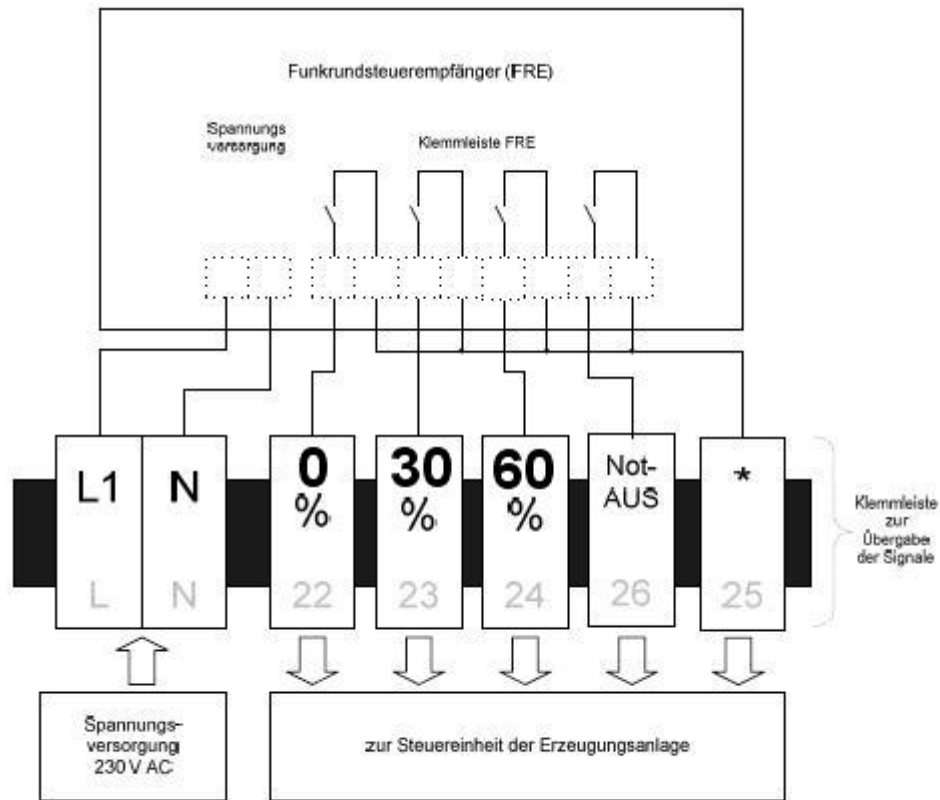 Funkrundsteuerempfänger (FRE)
Spannungs
versorgung
Klemmleiste FRE
L1
N
0
%
30
%
60
%
Not-
AUS
*
L
N
22
23
24
26
25
Klemmleiste
zur
Übergabe
der Signale
Spannungs-
versorgung
230 V AC
zur Steuereinheit der Erzeugungsanlage